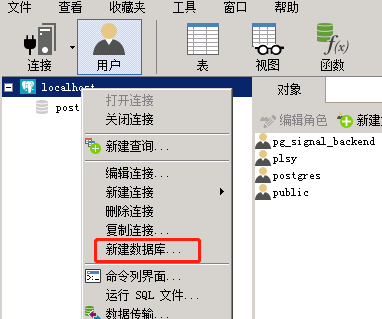 文件 查看 收藏夹 工具 窗口 帮助
连接 用户 表 视图 函数
f(x)
localhost
对象
post
打开连接
关闭连接
编辑角色 新建
新建查询...
pg_signal_backend
plsy
postgres
public
编辑连接...
新建连接
删除连接
复制连接...
新建数据库...
命令列界面...
运行 SQL 文件...
数据传输...